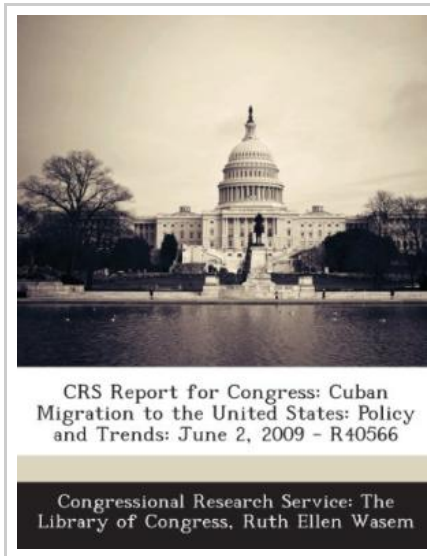 CRS Report for Congress: Cuban
Migration to the United States: Policy
and Trends: June 2, 2009 - R40566
Congressional Research Service: The
Library of Congress, Ruth Ellen Wasem